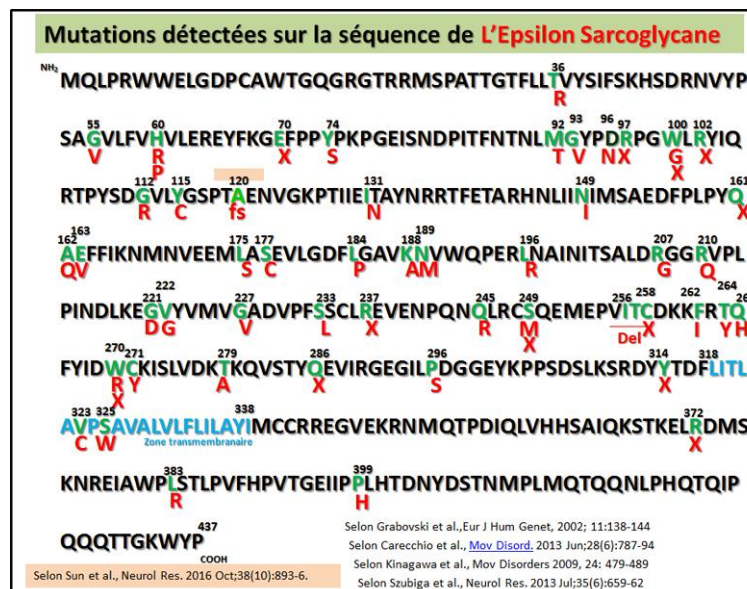 Mutations détectées sur la séquence de L'Epsilon Sarcoglycane
36
NH₂ MQLPRWWELGDPCAWTGQGRGTRRMSPATTGTFLLTVYSIFSKHSDRNVYP
R
55 60 70 74 92 93 96 97 100 102
SAGVLFVHVLEREYFKGEFPPYPKPGEISNDPITFNTNLMGYPDRPGWLRYIQ
V R X S T V N X G X
P X
112 115 120 131 149 161
RTPYSDGVLYGSPTAENVGKPTIIEITAYNRRTFETARHNLIINIMSAEDFPLPYQ
R C fs N I X
162 163 175 177 184 188 189 196 207 210
AEFFIKNMNVEEMLASEVLGDFLGAVKNVWQPERLNAINITSALDRGGRVPL
QV S C P AM R G Q
221 222 227 233 237 245 249 256 258 262 264
PINDLKEGVYVMVGADVPFSSCLREVENPQNQLRCSQEMEPVITCDKKFRTQ
DG V L X R M Del X I Y H
X
270 271 279 286 296 314 318
FYIDWCKISLVDKTKQVSTYQEVIRGEGILPDGGEYKPPSDSLKSRDYYTDFLITL
R Y A X S X
X
323 325 338
AVPSAVALVLFLILAYIMCCRREGVEKRNMQTPDIQLVHHSAIQKSTKELRDMS
372
C W Zone transmembranaire X
383 399
KNREIAWPLSTLPVFHPVTGEIIPPLHTDNYDSTNMPLMQTQQNLPHQTQIP
R H
437
QQQTTGKWYP
COOH
Selon Grabovski et al.,Eur J Hum Genet, 2002; 11:138-144
Selon Carecchio et al., Mov Disord. 2013 Jun;28(6):787-94
Selon Kinagawa et al., Mov Disorders 2009, 24: 479-489
Selon Szubiga et al., Neurol Res. 2013 Jul;35(6):659-62
Selon Sun et al., Neurol Res. 2016 Oct;38(10):893-6.